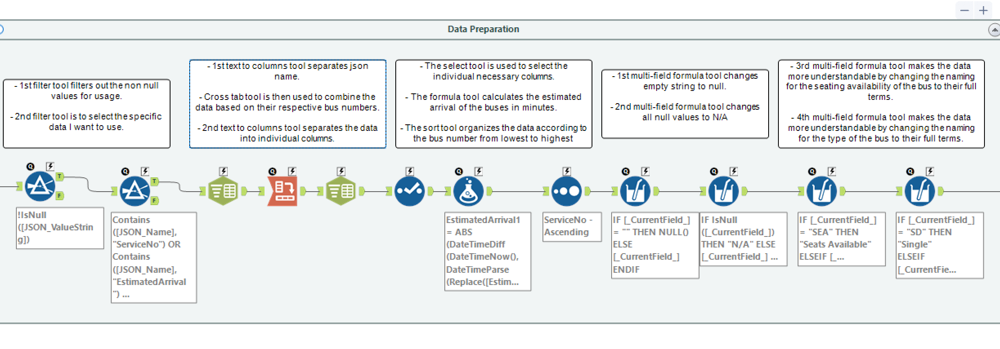 Data Preparation
- 1st filter tool filters out the non null
values for usage.
- 2nd filter tool is to select the specific
data I want to use.
- 1st text to columns tool separates json
name.
- Cross tab tool is then used to combine the
data based on their respective bus numbers.
- 2nd text to columns tool separates the data
into individual columns.
- The select tool is used to select the
individual necessary columns.
- The formula tool calculates the estimated
arrival of the buses in minutes.
- The sort tool organizes the data according to
the bus number from lowest to highest
- 1st multi-field formula tool changes
empty string to null.
- 2nd multi-field formula tool changes
all null values to N/A
- 3rd multi-field formula tool makes the data
more understandable by changing the naming
for the seating availability of the bus to their full
terms.
- 4th multi-field formula tool makes the data
more understandable by changing the naming
for the type of the bus to their full terms.
Q
T
F
Q
T
F
Q
Q
Q
Q
Q
Q
!IsNull
([JSON_ValueStrin
g])
Contains
([JSON_Name],
"ServiceNo") OR
Contains
([JSON_Name],
"EstimatedArrival
") ...
EstimatedArrival1
= ABS
(DateTimeDiff
(DateTimeNow(),
DateTimeParse
(Replace([Estim...
ServiceNo -
Ascending
IF [_CurrentField_]
= "" THEN NULL()
ELSE
[_CurrentField_]
ENDIF
IF IsNull
([_CurrentField_])
THEN "N/A" ELSE
[_CurrentField_] ...
IF [_CurrentField_]
= "SEA" THEN
"Seats Available"
ELSEIF [_...
IF [_CurrentField_]
= "SD" THEN
"Single"
ELSEIF
[_CurrentFie...